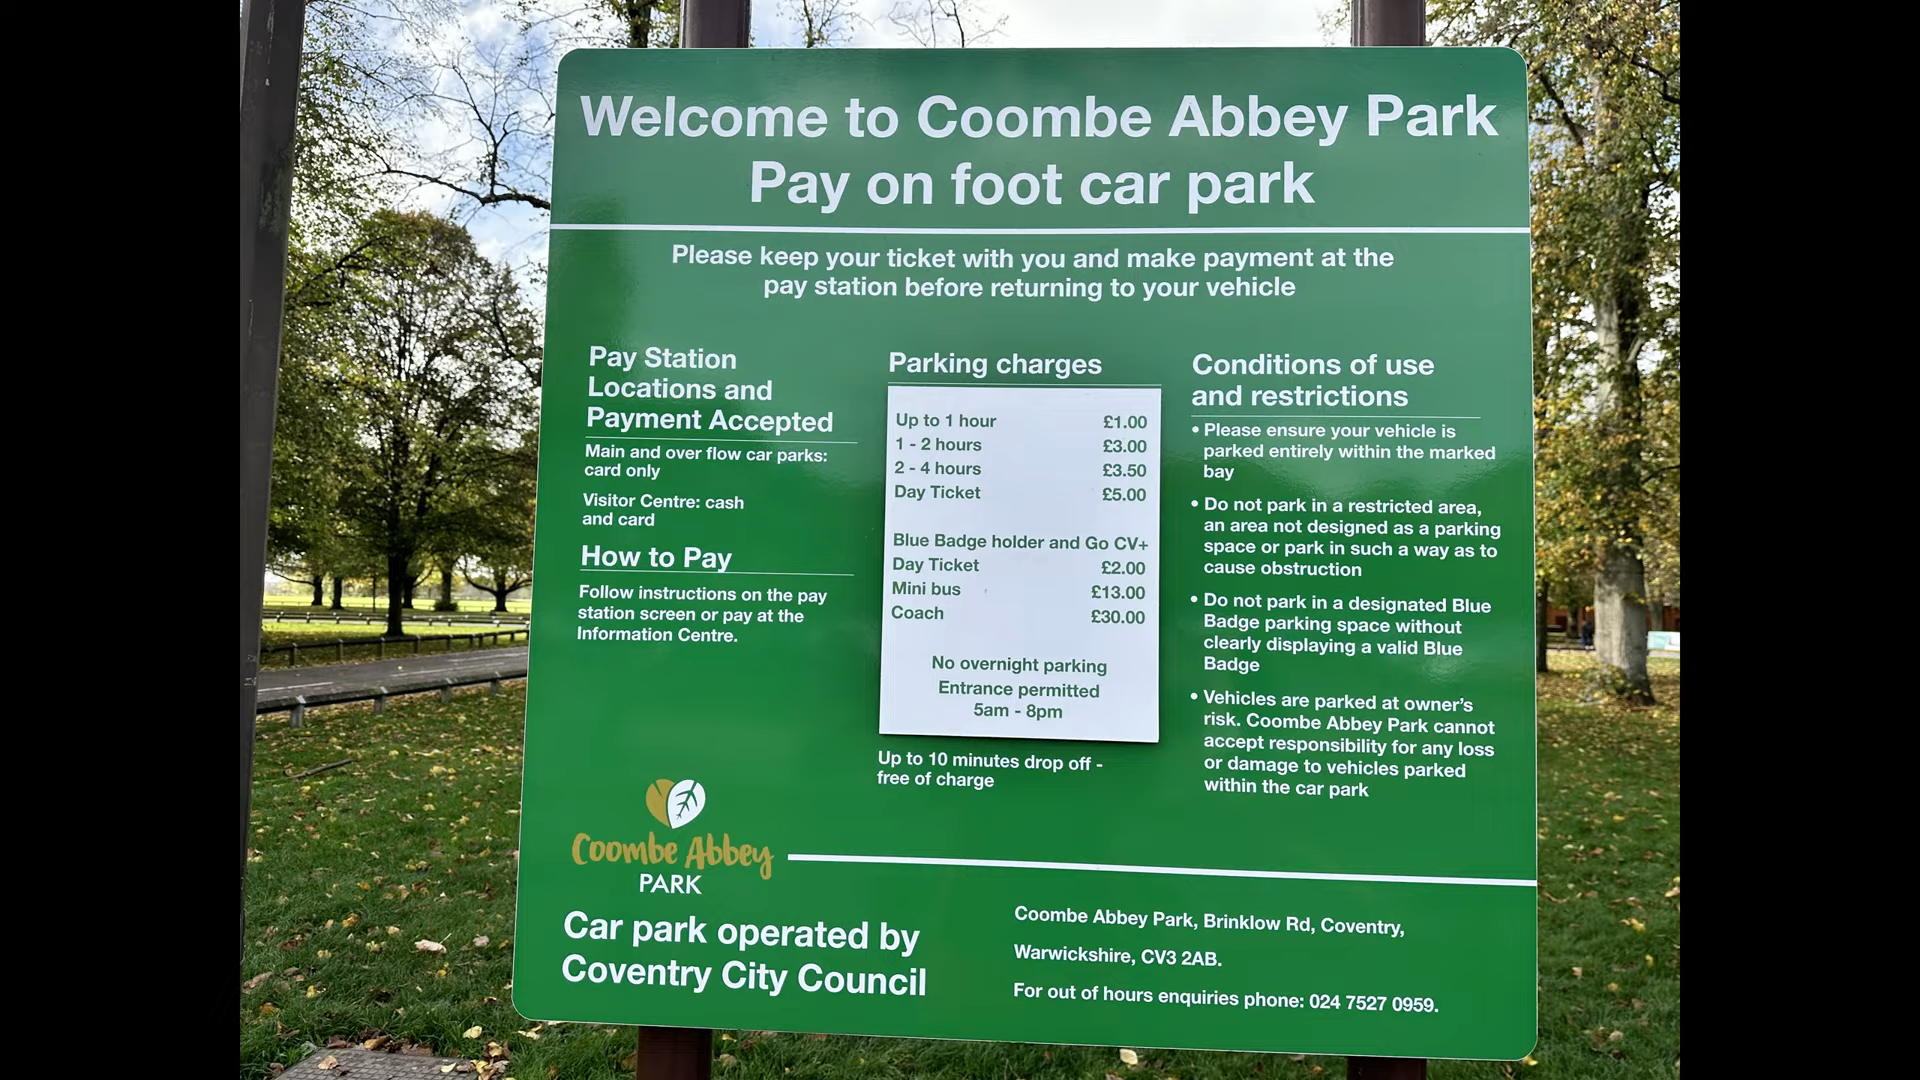 Welcome to Coombe Abbey Park
Pay on foot car park
Please keep your ticket with you and make payment at the
pay station before returning to your vehicle
Pay Station
Locations and
Payment Accepted
Main and over flow car parks:
card only
Visitor Centre: cash
and card
How to Pay
Follow instructions on the pay
station screen or pay at the
Information Centre.
Parking charges
Up to 1 hour £1.00
1 - 2 hours £3.00
2 - 4 hours £3.50
Day Ticket £5.00
Blue Badge holder and Go CV+
Day Ticket £2.00
Mini bus £13.00
Coach £30.00
No overnight parking
Entrance permitted
5am - 8pm
Up to 10 minutes drop off -
free of charge
Conditions of use
and restrictions
• Please ensure your vehicle is
parked entirely within the marked
bay
• Do not park in a restricted area,
an area not designed as a parking
space or park in such a way as to
cause obstruction
• Do not park in a designated Blue
Badge parking space without
clearly displaying a valid Blue
Badge
• Vehicles are parked at owner's
risk. Coombe Abbey Park cannot
accept responsibility for any loss
or damage to vehicles parked
within the car park
Coombe Abbey
PARK
Car park operated by
Coventry City Council
Coombe Abbey Park, Brinklow Rd, Coventry,
Warwickshire, CV3 2AB.
For out of hours enquiries phone: 024 7527 0959.